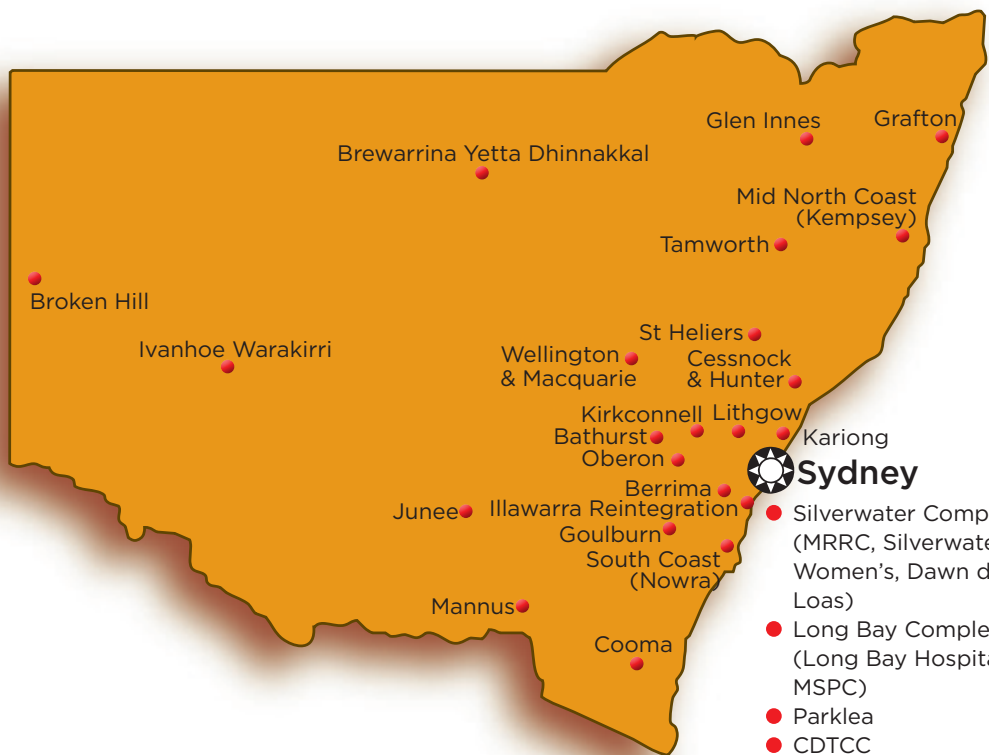 Glen Innes
Grafton
Brewarrina Yetta Dhinnakkal
Mid North Coast
(Kempsey)
Tamworth
Broken Hill
St Heliers
Ivanhoe Warakirri
Wellington
& Macquarie
Cessnock
& Hunter
Kirkconnell
Lithgow
Bathurst
Kariong
Oberon
Sydney
Berrima
Illawarra Reintegration
Junee
Goulburn
South Coast
(Nowra)
Mannus
Cooma
Silverwater Comp
(MRRC, Silverwate
Women's, Dawn d
Loas)
Long Bay Comple
(Long Bay Hospita
MSPC)
Parklea
CDTCC